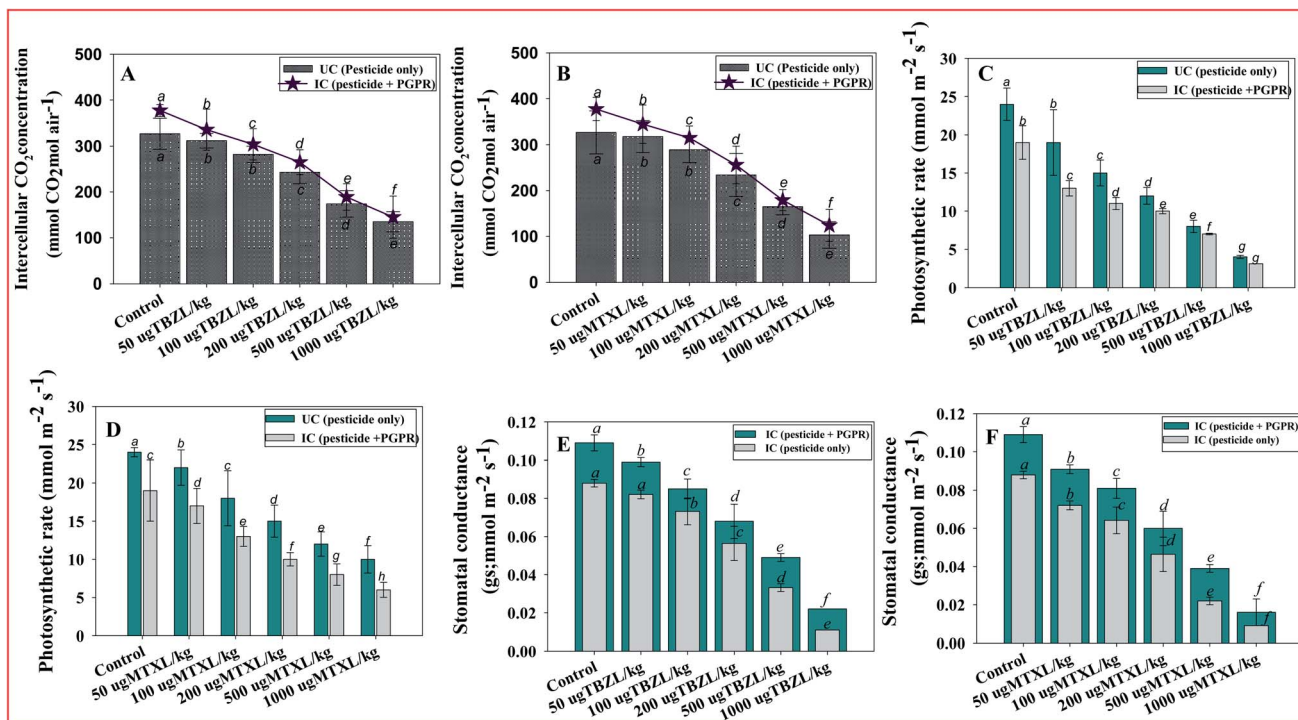 Intercellular CO2concentration
(mmol CO2mol air-1)
500
400
300
200
100
0
A
UC (Pesticide only)
IC (pesticide + PGPR)
a
b
c
d
e
f
a
b
b
c
d
e
Control
50 ugTBZL/kg
100 ugTBZL/kg
200 ugTBZL/kg
500 ugTBZL/kg
1000 ugTBZL/kg
Intercellular CO2concentration
(mmol CO2mol air-1)
500
400
300
200
100
0
B
UC (Pesticide only)
IC (pesticide + PGPR)
a
b
c
d
e
f
a
b
b
c
d
e
Control
50 ugMTXL/kg
100 ugMTXL/kg
200 ugMTXL/kg
500 ugMTXL/kg
1000 ugMTXL/kg
Photosynthetic rate (mmol m-2 s-1)
30
25
20
15
10
5
0
C
UC (pesticide only)
IC (pesticide +PGPR)
a
b
b
c
c
d
d
e
e
f
g
g
Control
50 ugTBZL/kg
100 ugTBZL/kg
200 ugTBZL/kg
500 ugTBZL/kg
1000 ugTBZL/kg
Photosynthetic rate (mmol m-2 s-1)
30
25
20
15
10
5
0
D
UC (pesticide only)
IC (pesticide +PGPR)
a
c
b
d
c
e
d
f
e
g
f
h
Control
50 ugMTXL/kg
100 ugMTXL/kg
200 ugMTXL/kg
500 ugMTXL/kg
1000 ugMTXL/kg
Stomatal conductance
(gs;mmol m-2 s-1)
0.12
0.10
0.08
0.06
0.04
0.02
0.00
E
IC (pesticide + PGPR)
IC (pesticide only)
a
b
c
d
e
f
a
a
b
c
d
e
Control
50 ugTBZL/kg
100 ugTBZL/kg
200 ugTBZL/kg
500 ugTBZL/kg
1000 ugTBZL/kg
Stomatal conductance
(gs;mmol m-2 s-1)
0.12
0.10
0.08
0.06
0.04
0.02
0.00
F
IC (pesticide + PGPR)
IC (pesticide only)
a
b
c
d
e
f
a
b
c
d
e
f
Control
50 ugMTXL/kg
100 ugMTXL/kg
200 ugMTXL/kg
500 ugMTXL/kg
1000 ugMTXL/kg